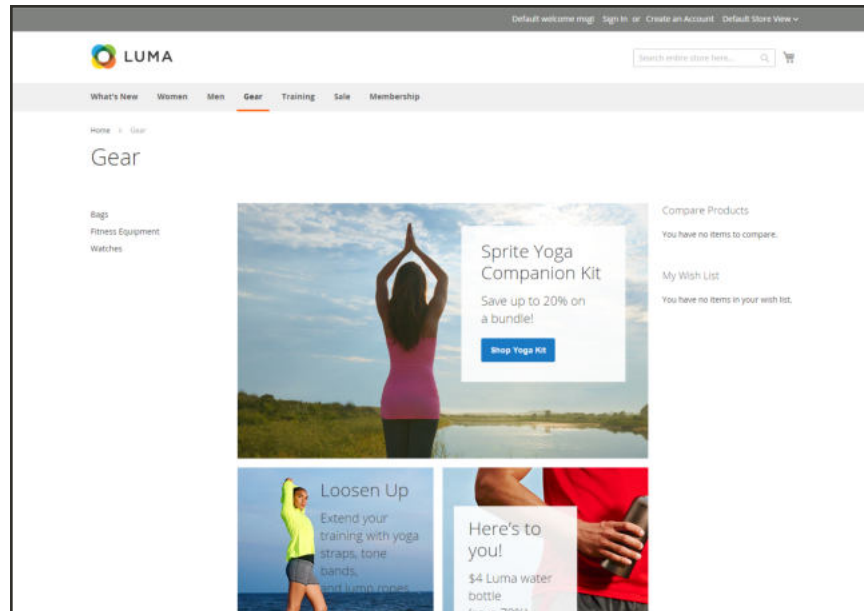 Default welcome msg! Sign In or Create an Account Default Store View
LUMA
Search entire store here...
What's New Women Men Gear Training Sale Membership
Home > Gear
Gear
Bags
Fitness Equipment
Watches
Sprite Yoga
Companion Kit
Save up to 20% on
a bundle!
Shop Yoga Kit
Compare Products
You have no items to compare.
My Wish List
You have no items in your wish list.
Loosen Up
Extend your
training with yoga
straps, tone
bands,
and jump ropes
Here's to
you!
$4 Luma water
bottle